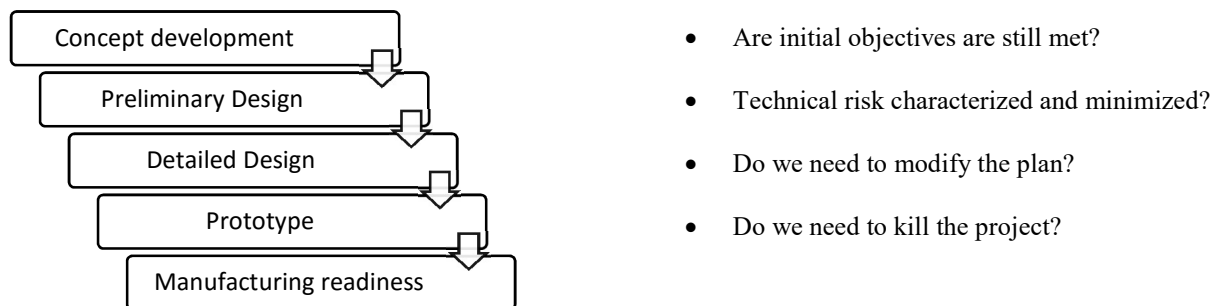 Concept development
Preliminary Design
Detailed Design
Prototype
Manufacturing readiness
• Are initial objectives are still met?
• Technical risk characterized and minimized?
• Do we need to modify the plan?
• Do we need to kill the project?